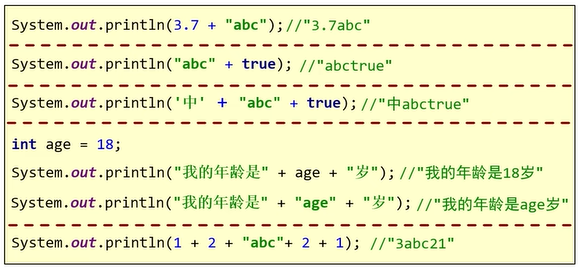 System.out.println(3.7 + "abc");//"3.7abc"
System.out.println("abc" + true); //"abctrue"
System.out.println('中' + "abc" + true);//"中abctrue"
int age = 18;
System.out.println("我的年龄是" + age + "岁");//"我的年龄是18岁"
System.out.println("我的年龄是" + "age" + "岁");//"我的年龄是age岁"
System.out.println(1 + 2 + "abc"+ 2 + 1); //"3abc21"